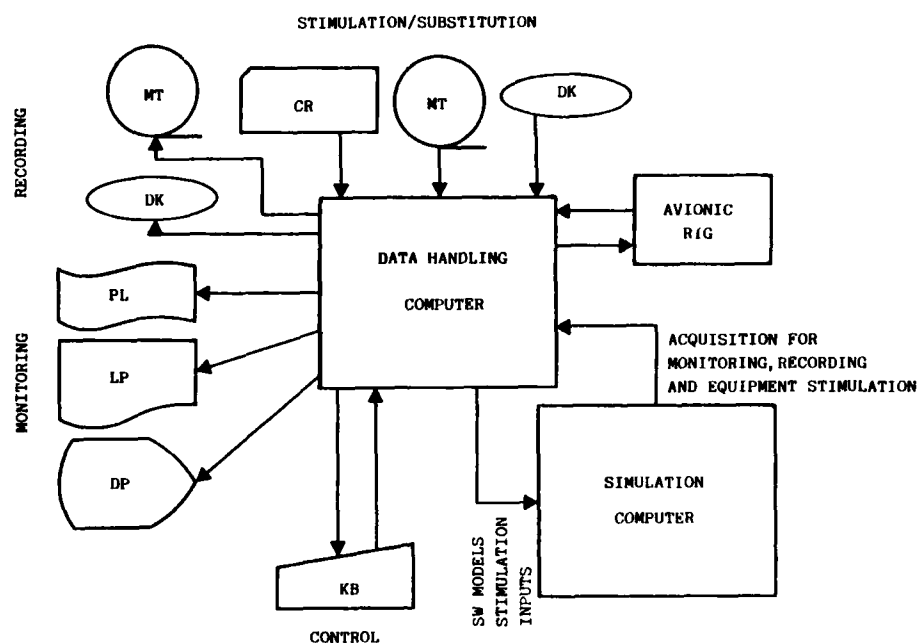 STIMULATION/SUBSTITUTION
RECORDING
MT
CR
MT
DK
DK
AVIONIC
RIG
DATA HANDLING
COMPUTER
PL
MONITORING
LP
DP
ACQUISITION FOR
MONITORING, RECORDING
AND EQUIPMENT STIMULATION
SIMULATION
COMPUTER
SW MODELS
STIMULATION
INPUTS
KB
CONTROL